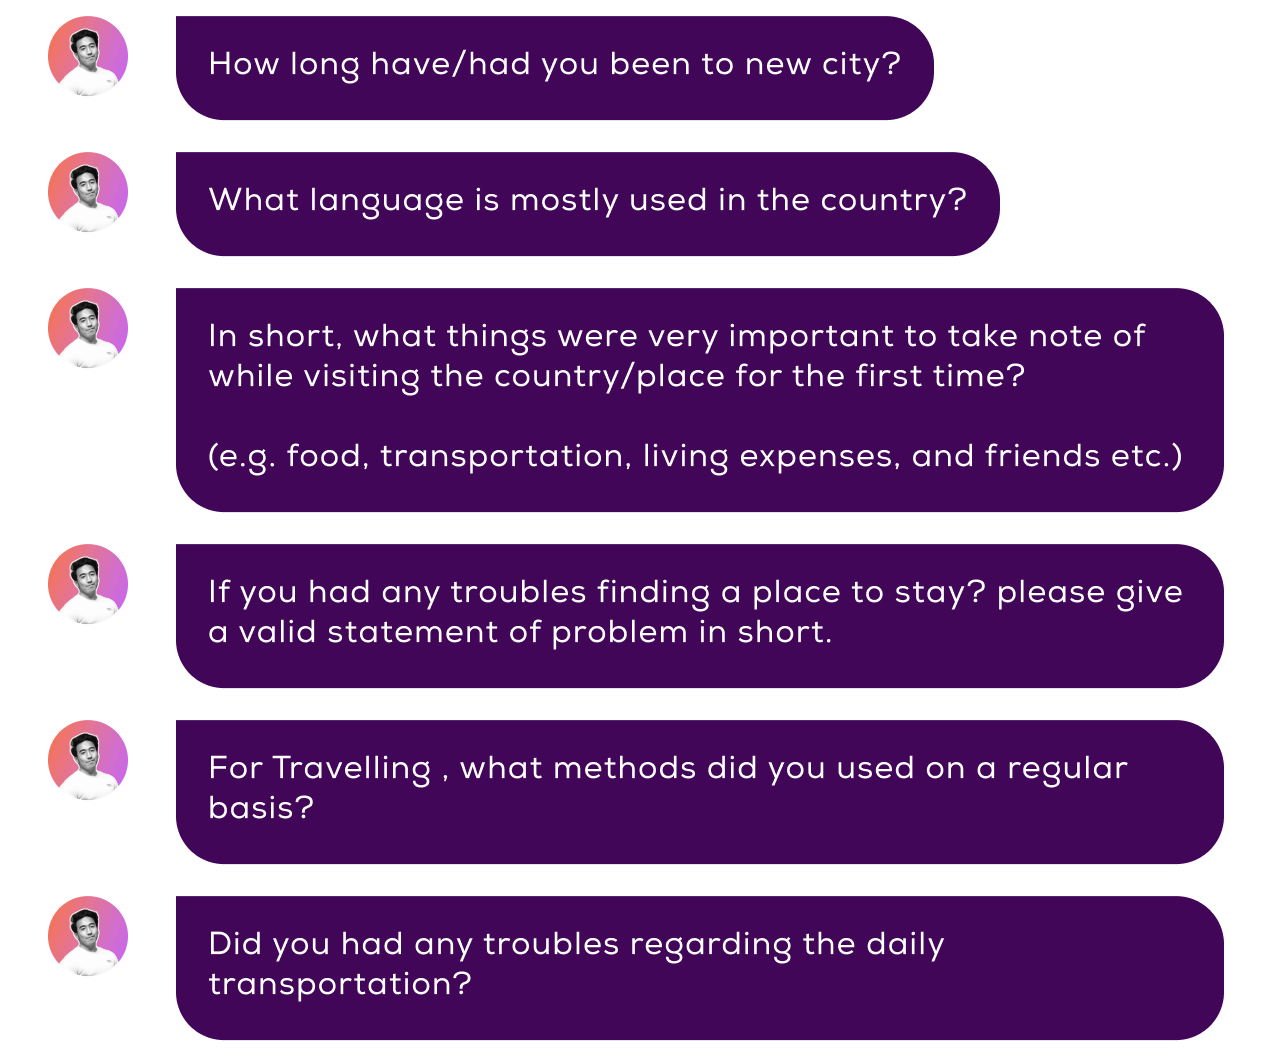 How long have/had you been to new city?
What language is mostly used in the country?
In short, what things were very important to take note of
while visiting the country/place for the first time?
(e.g. food, transportation, living expenses, and friends etc.)
If you had any troubles finding a place to stay? please give
a valid statement of problem in short.
For Travelling , what methods did you used on a regular
basis?
Did you had any troubles regarding the daily
transportation?